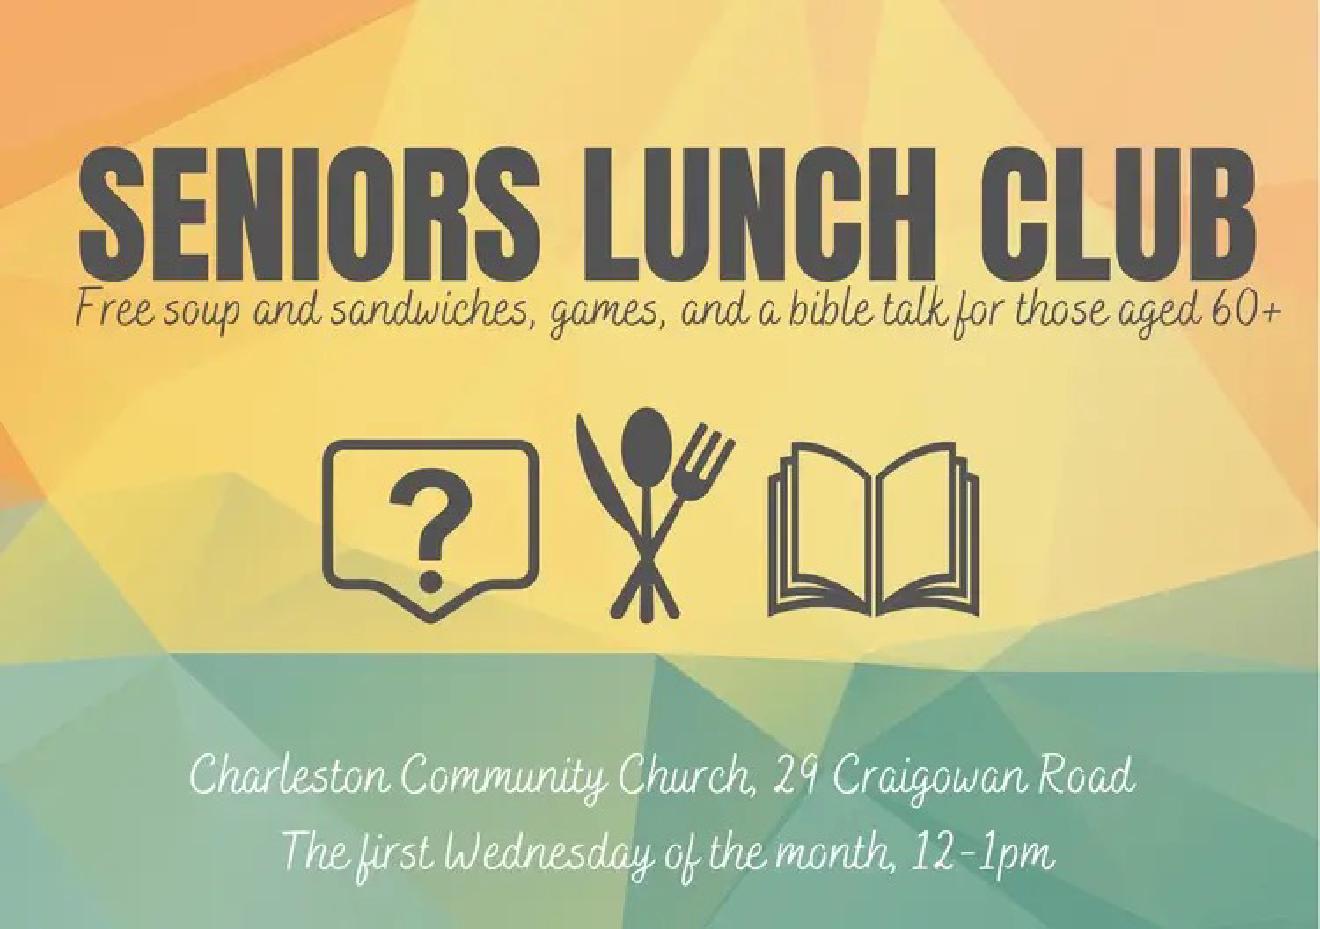 SENIORS LUNCH CLUB
Free soup and sandwiches, games, and a bible talk for those aged 60+
?
Charleston Community Church, 29 Craigowan Road
The first Wednesday of the month, 12-1pm